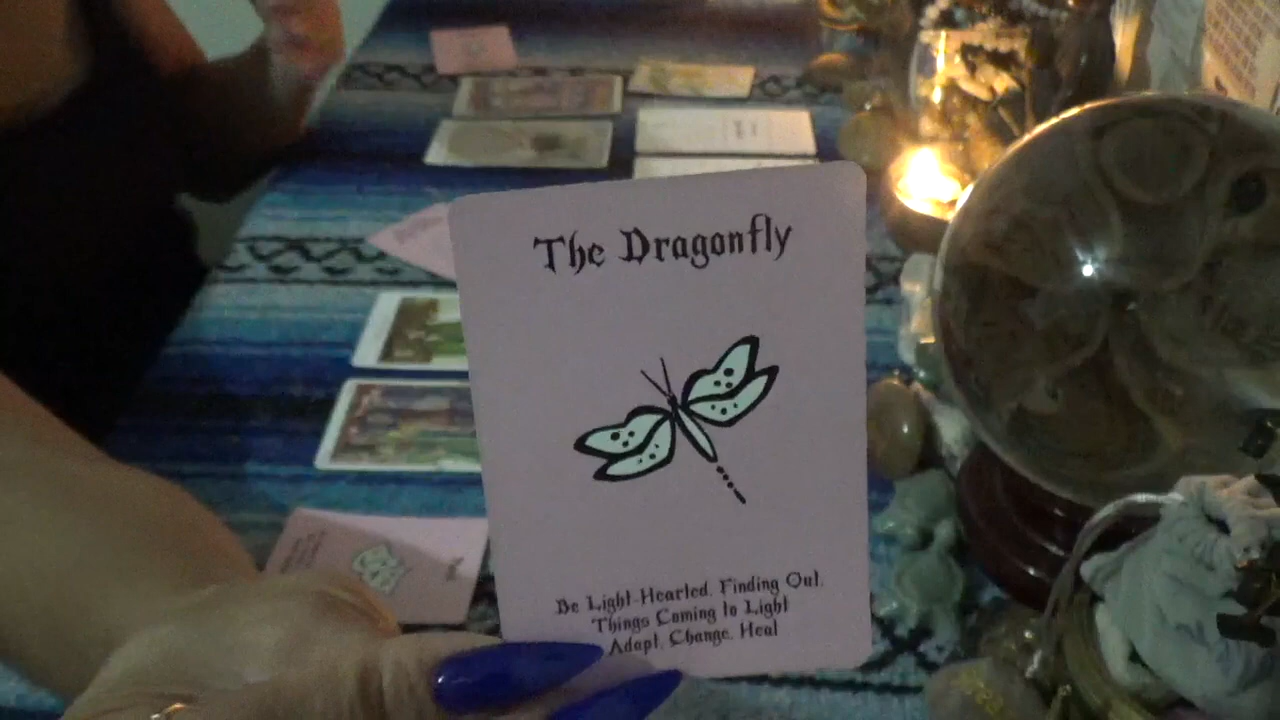 The Dragonfly
Be Light-Hearted. Finding Out.
Things Coming to Light
Adapt. Change. Heal